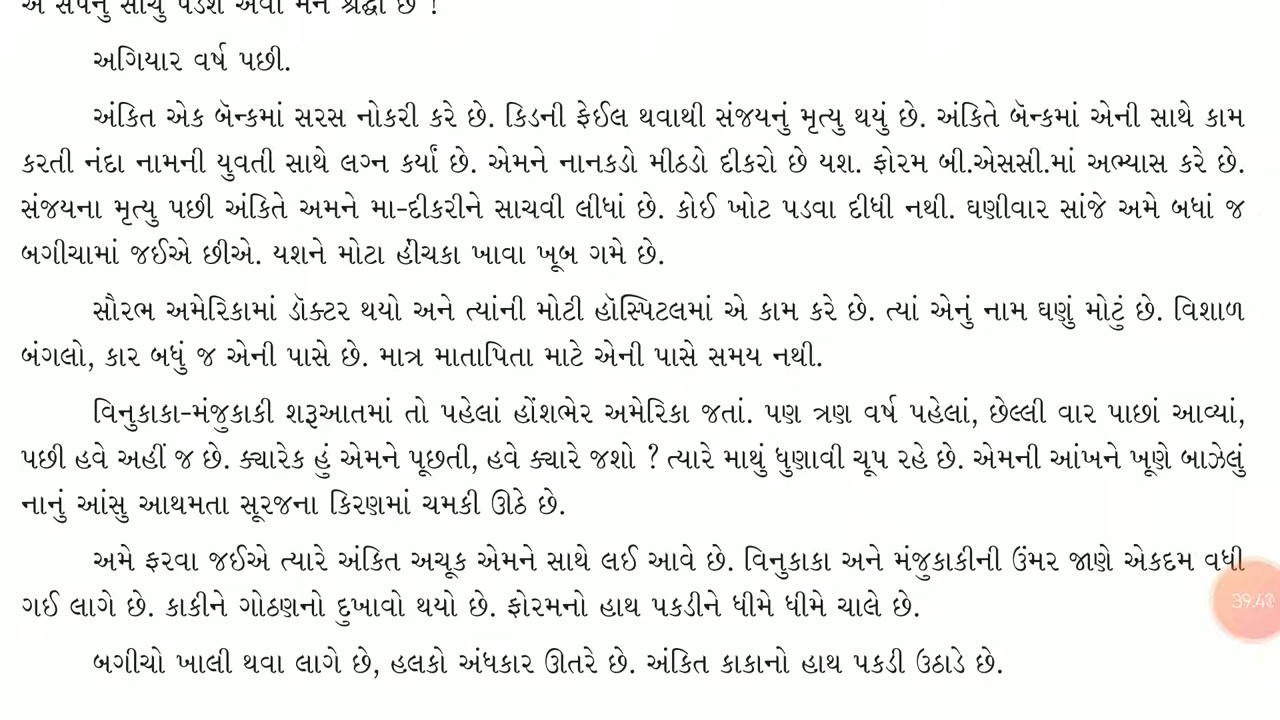 એ સપનું સાચું પડશે એવી મને શ્રદ્ધા છે !
અગિયાર વર્ષ પછી.
અંકિત એક બૅન્કમાં સરસ નોકરી કરે છે. કિડની ફેઈલ થવાથી સંજયનું મૃત્યુ થયું છે. અંકિતે બૅન્કમાં એની સાથે કામ
કરતી નંદા નામની યુવતી સાથે લગ્ન કર્યાં છે. એમને નાનકડો મીઠડો દીકરો છે યશ. ફોરમ બી.એસસી.માં અભ્યાસ કરે છે.
સંજયના મૃત્યુ પછી અંકિતે અમને મા-દીકરીને સાચવી લીધાં છે. કોઈ ખોટ પડવા દીધી નથી. ઘણીવાર સાંજે અમે બધાં જ
બગીચામાં જઈએ છીએ. યશને મોટા હીંચકા ખાવા ખૂબ ગમે છે.
સૌરભ અમેરિકામાં ડૉક્ટર થયો અને ત્યાંની મોટી હૉસ્પિટલમાં એ કામ કરે છે. ત્યાં એનું નામ ઘણું મોટું છે. વિશાળ
બંગલો, કાર બધું જ એની પાસે છે. માત્ર માતાપિતા માટે એની પાસે સમય નથી.
વિનુકાકા-મંજુકાકી શરૂઆતમાં તો પહેલાં હોંશભેર અમેરિકા જતાં. પણ ત્રણ વર્ષ પહેલાં, છેલ્લી વાર પાછાં આવ્યાં,
પછી હવે અહીં જ છે. ક્યારેક હું એમને પૂછતી, હવે ક્યારે જશો ? ત્યારે માથું ધુણાવી ચૂપ રહે છે. એમની આંખને ખૂણે બાઝેલું
નાનું આંસુ આથમતા સૂરજના કિરણમાં ચમકી ઊઠે છે.
અમે ફરવા જઈએ ત્યારે અંકિત અચૂક એમને સાથે લઈ આવે છે. વિનુકાકા અને મંજુકાકીની ઉંમર જાણે એકદમ વધી
ગઈ લાગે છે. કાકીને ગોઠણનો દુખાવો થયો છે. ફોરમનો હાથ પકડીને ધીમે ધીમે ચાલે છે.
બગીચો ખાલી થવા લાગે છે, હલકો અંધકાર ઊતરે છે. અંકિત કાકાનો હાથ પકડી ઉઠાડે છે.